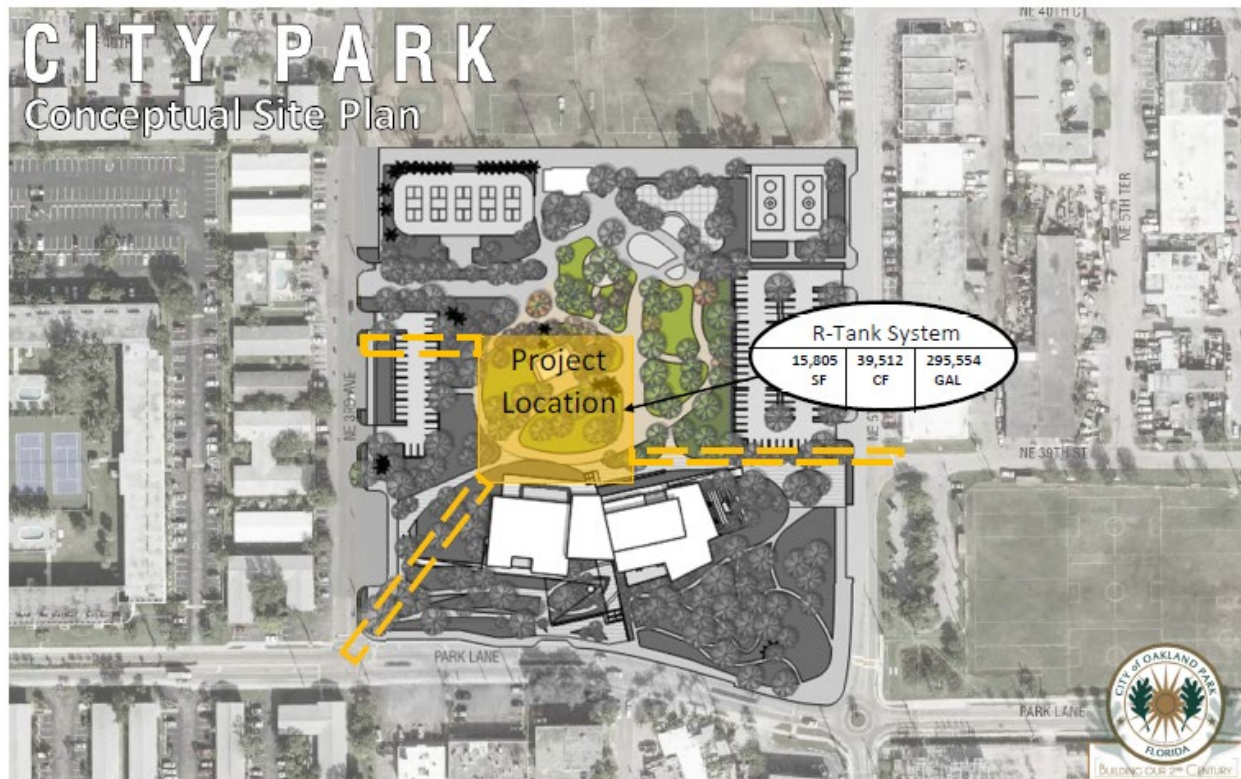 NE 40TH CT
CITY PARK
Conceptual Site Plan
NE 5TH TER
R-Tank System
15,805 39,512 295,554
SF CF GAL
Project
Location
NE 3RD AVE
NE 5
NE 39TH ST
PARK LANE
PARK LANE
CITY of OAKLAND PARK
FLORIDA
BUILDING OUR 2ND CENTURY